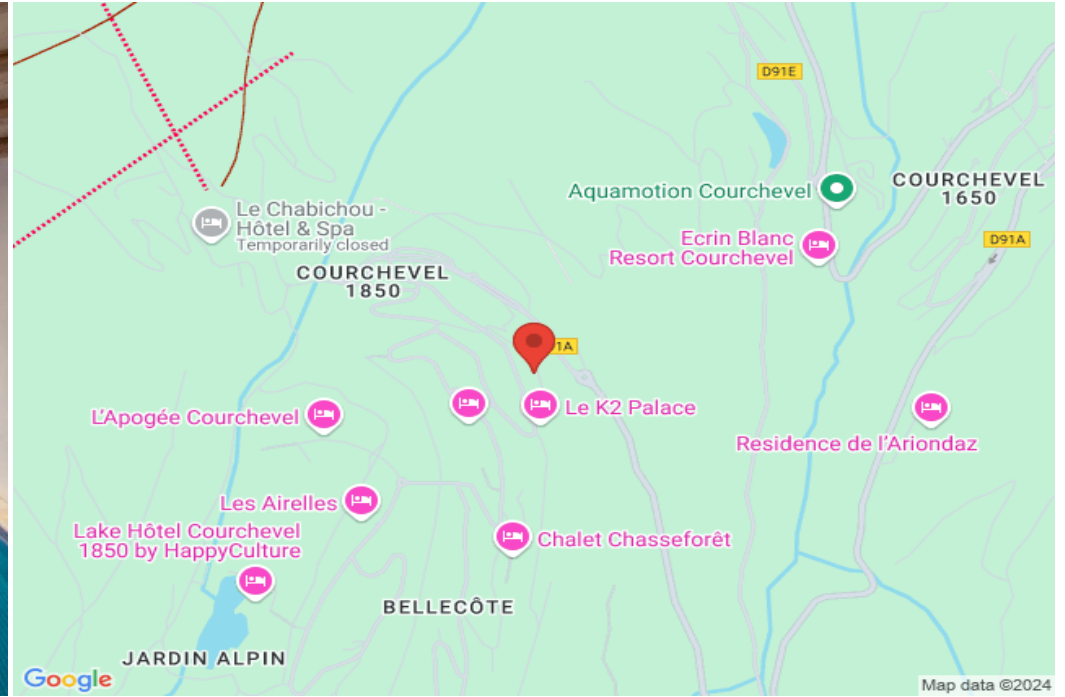 D91E
Aquamotion Courchevel
COURCHEVEL
1650
Le Chabichou -
Hôtel & Spa
Temporarily closed
Ecrin Blanc
Resort Courchevel
D91A
COURCHEVEL
1850
1A
L'Apogée Courchevel
Le K2 Palace
Residence de l'Ariondaz
Les Airelles
Lake Hôtel Courchevel
1850 by HappyCulture
Chalet Chasseforêt
BELLECÔTE
JARDIN ALPIN
Google
Map data ©2024